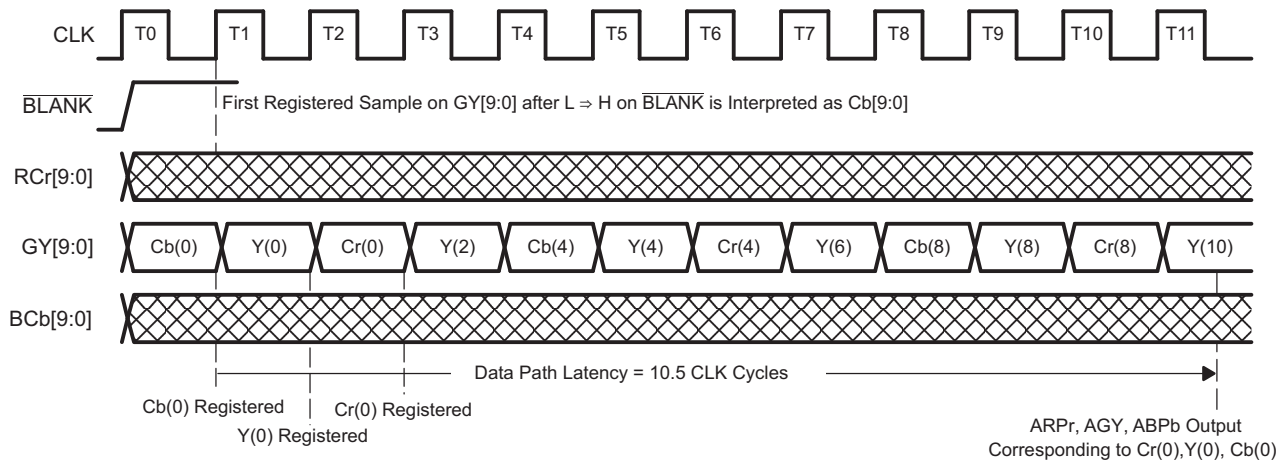 CLK T0 T1 T2 T3 T4 T5 T6 T7 T8 T9 T10 T11
BLANK First Registered Sample on GY[9:0] after L ⇒ H on BLANK is Interpreted as Cb[9:0]
RCr[9:0]
GY[9:0] Cb(0) Y(0) Cr(0) Y(2) Cb(4) Y(4) Cr(4) Y(6) Cb(8) Y(8) Cr(8) Y(10)
BCb[9:0]
Data Path Latency = 10.5 CLK Cycles
Cb(0) Registered Cr(0) Registered
Y(0) Registered
ARPr, AGY, ABPb Output
Corresponding to Cr(0),Y(0), Cb(0)